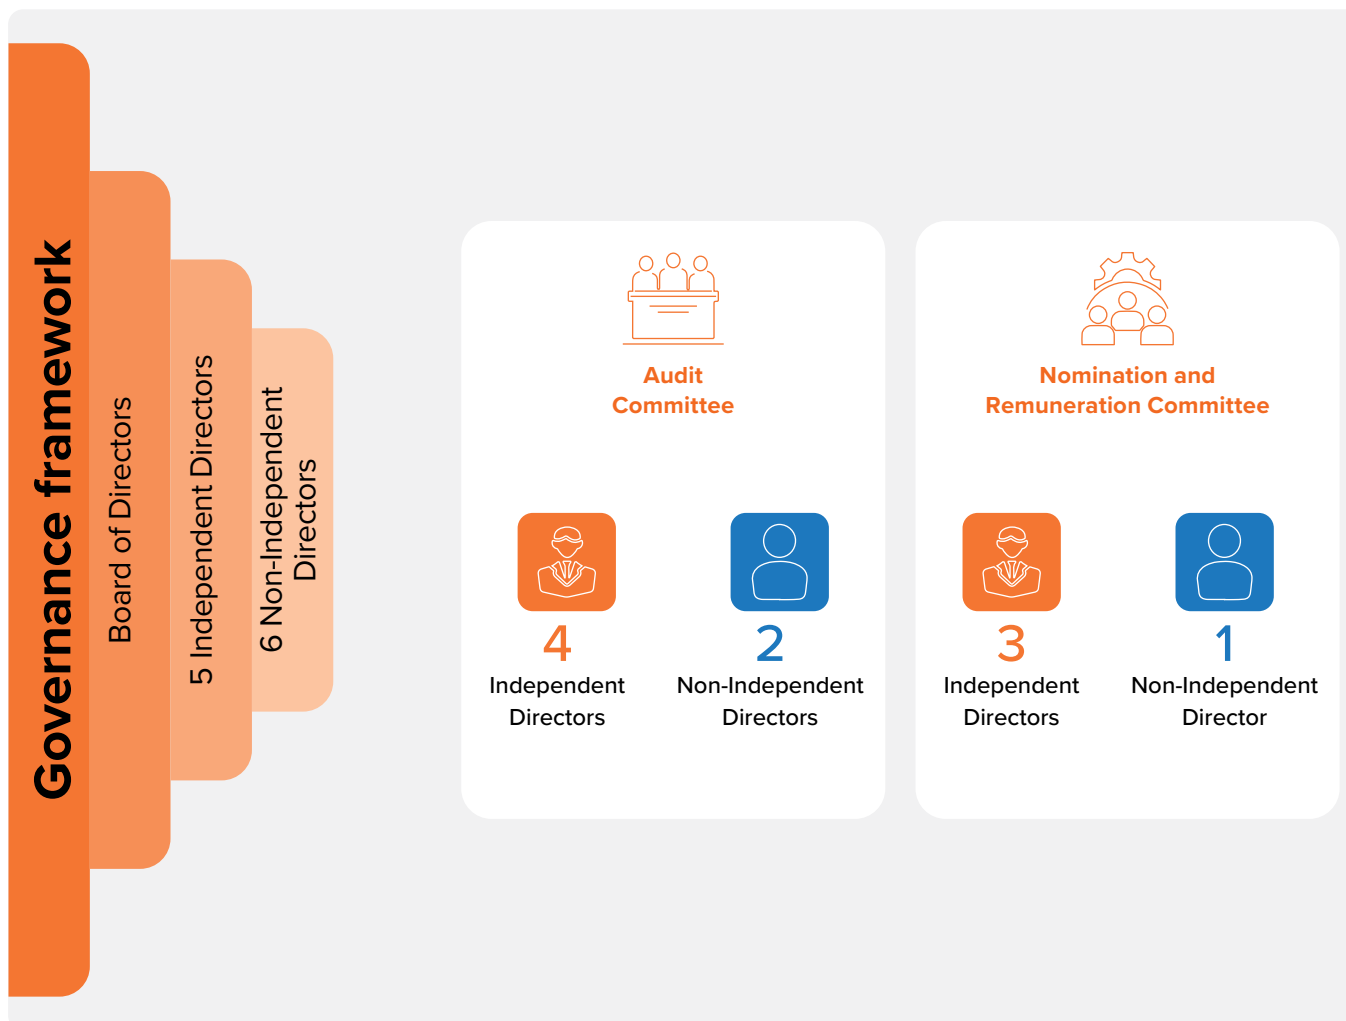 Governance framework
Board of Directors
5 Independent Directors
6 Non-Independent
Directors
Audit
Committee
4
Independent
Directors
2
Non-Independent
Directors
Nomination and
Remuneration Committee
3
Independent
Directors
1
Non-Independent
Director